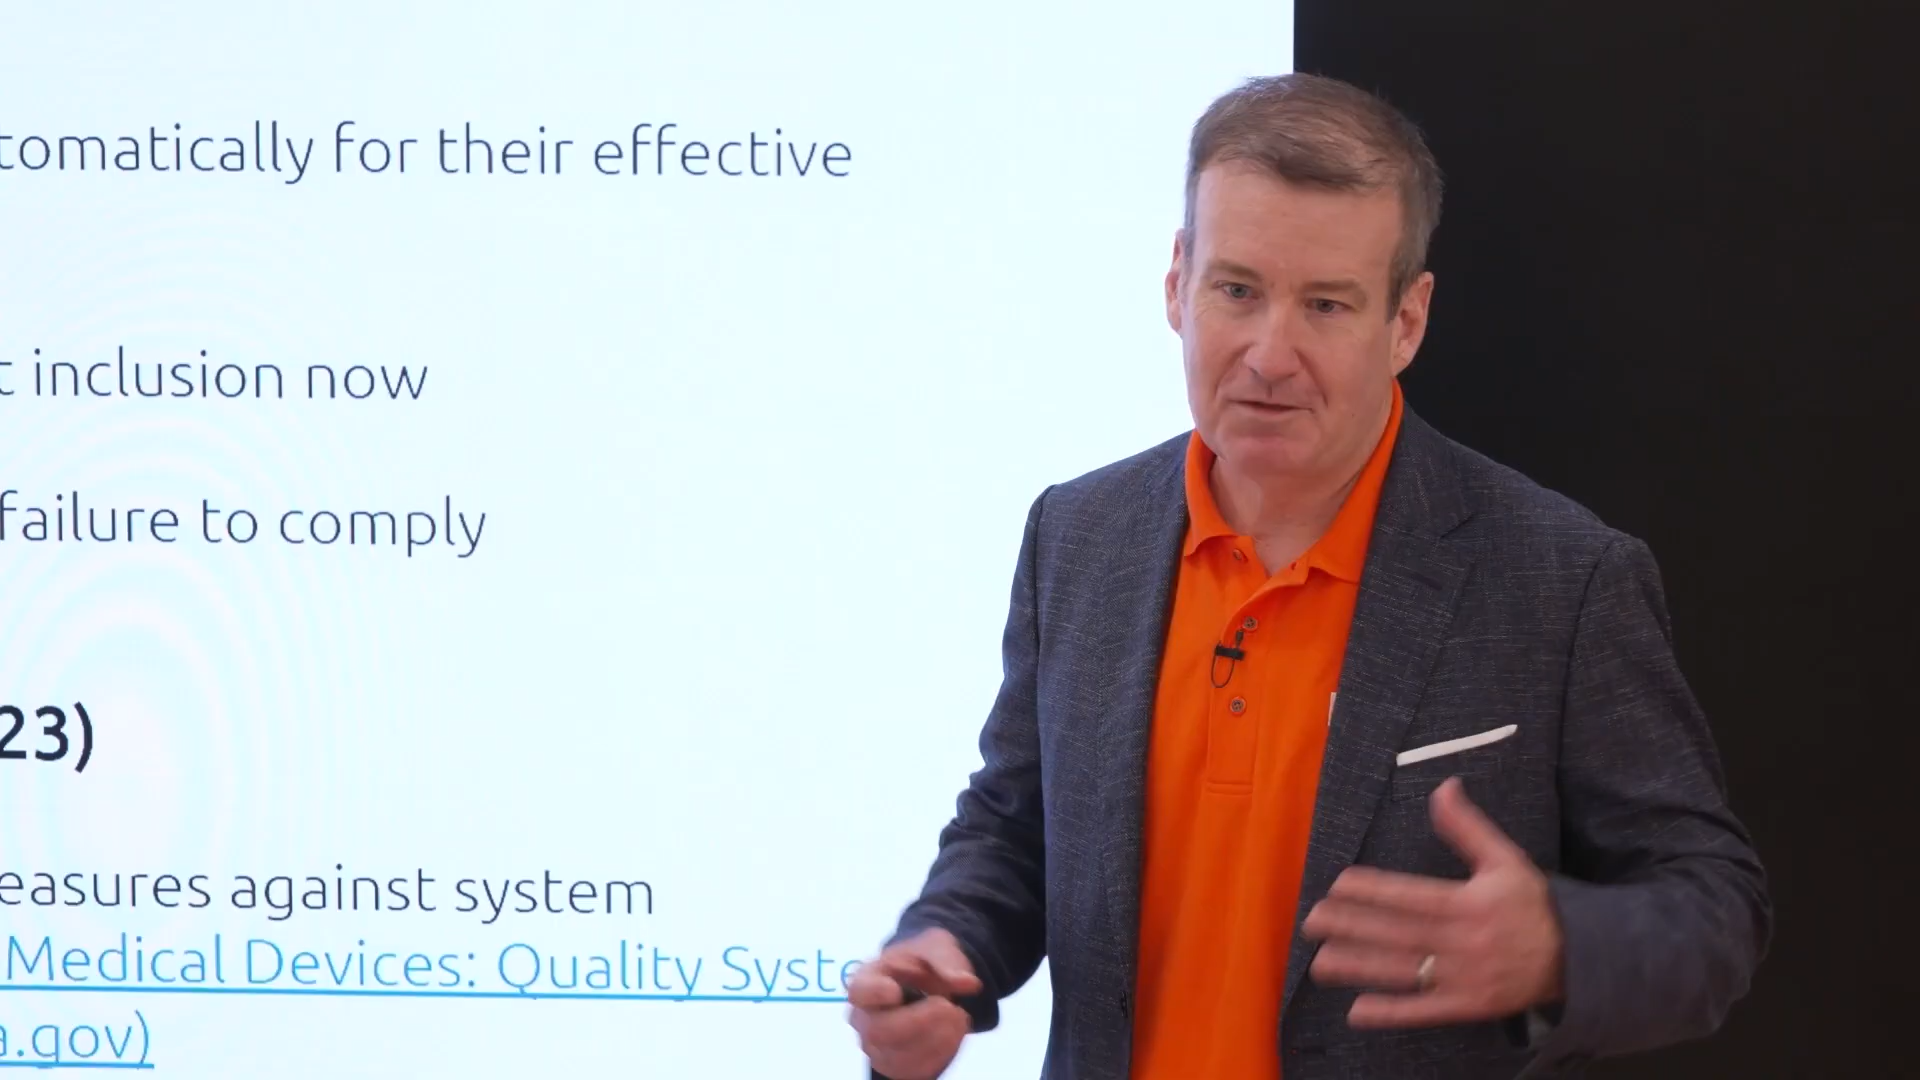 tomatically for their effective
t inclusion now
failure to comply
23)
easures against system
Medical Devices: Quality Syste
a.gov)